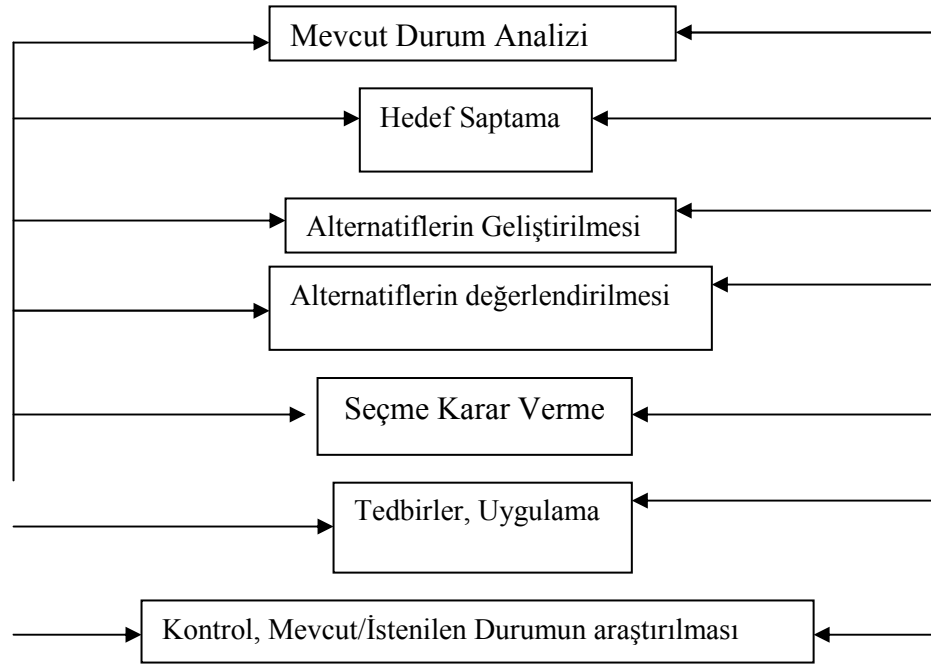 Mevcut Durum Analizi
Hedef Saptama
Alternatiflerin Geliştirilmesi
Alternatiflerin değerlendirilmesi
Seçme Karar Verme
Tedbirler, Uygulama
Kontrol, Mevcut/İstenilen Durumun araştırılması